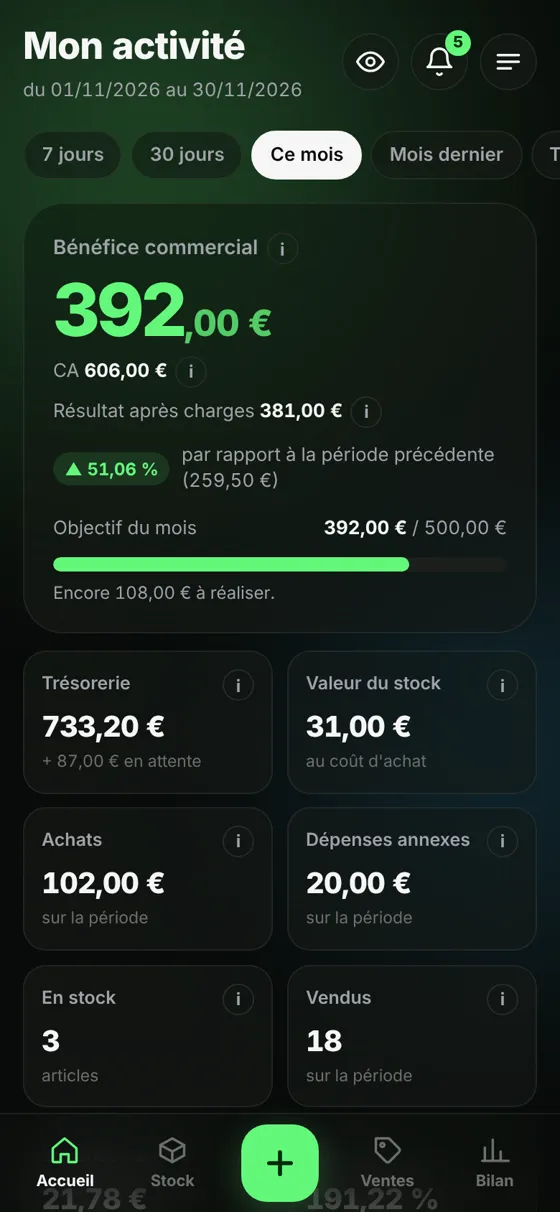 Mon activité
5
du 01/11/2026 au 30/11/2026
7 jours
30 jours
Ce mois
Mois dernier
T
Bénéfice commercial i
392,00 €
CA 606,00 € i
Résultat après charges 381,00 € i
▲ 51,06 %
par rapport à la période précédente
(259,50 €)
Objectif du mois
392,00 € / 500,00 €
Encore 108,00 € à réaliser.
Trésorerie i
733,20 €
+ 87,00 € en attente
Valeur du stock i
31,00 €
au coût d'achat
Achats i
102,00 €
sur la période
Dépenses annexes i
20,00 €
sur la période
En stock i
3
articles
Vendus i
18
sur la période
Accueil
Stock
+
Ventes
Bilan
21,78 €
191,22 %